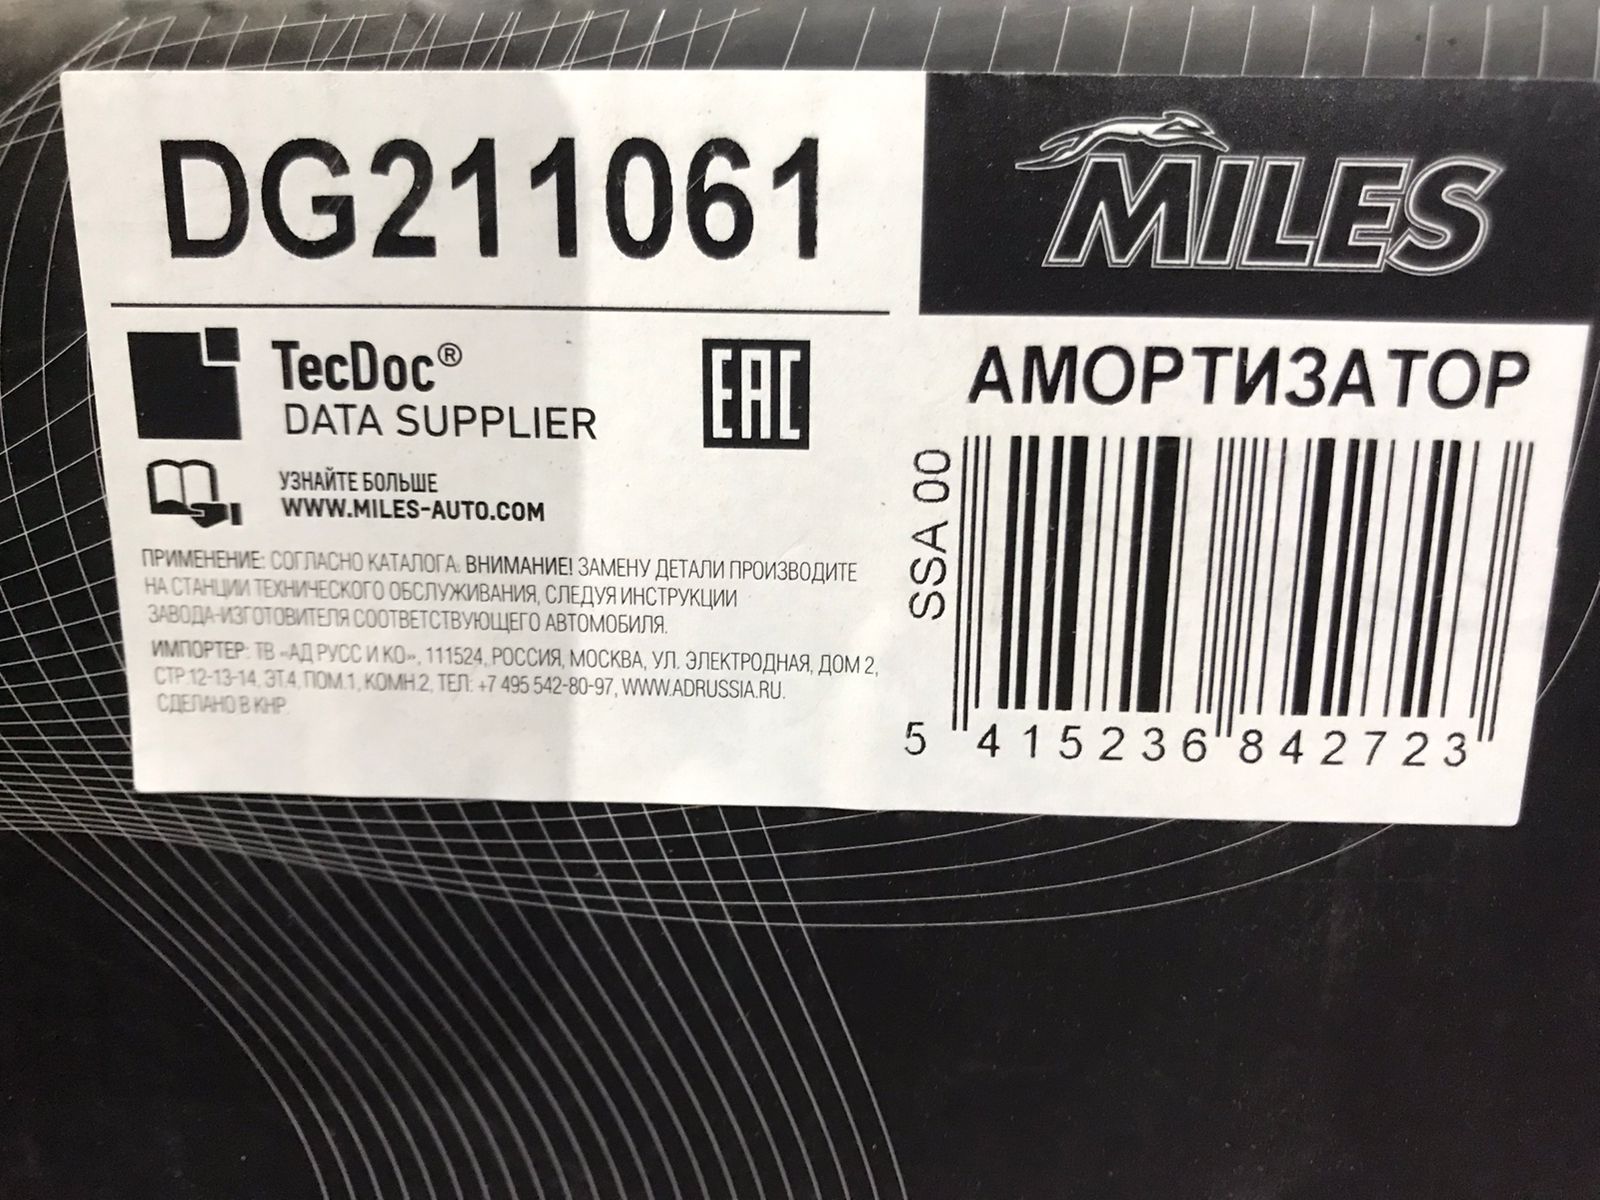 DG211061
MILES
TecDoc®
DATA SUPPLIER
EAC
УЗНАЙТЕ БОЛЬШЕ
WWW.MILES-AUTO.COM
ПРИМЕНЕНИЕ: СОГЛАСНО КАТАЛОГА. ВНИМАНИЕ! ЗАМЕНУ ДЕТАЛИ ПРОИЗВОДИТЕ
НА СТАНЦИИ ТЕХНИЧЕСКОГО ОБСЛУЖИВАНИЯ, СЛЕДУЯ ИНСТРУКЦИИ
ЗАВОДА-ИЗГОТОВИТЕЛЯ СООТВЕТСТВУЮЩЕГО АВТОМОБИЛЯ.
ИМПОРТЕР: ТВ «АД РУСС И КО», 111524, РОССИЯ, МОСКВА, УЛ. ЭЛЕКТРОДНАЯ, ДОМ 2,
СТР.12-13-14, ЭТ.4, ПОМ.1, КОМН.2, ТЕЛ: +7 495 542-80-97, WWW.ADRUSSIA.RU.
СДЕЛАНО В КНР.
АМОРТИЗАТОР
SSA 00
5 415236 842723